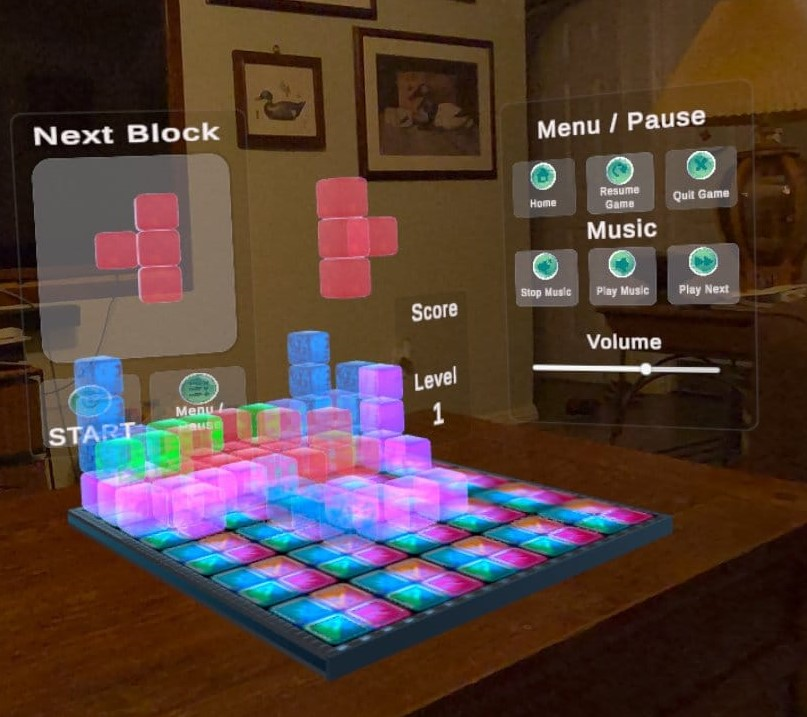 Next Block
START
Menu /
Pause
Score
Level
1
Menu / Pause
Home
Resume
Game
Quit Game
Music
Stop Music
Play Music
Play Next
Volume